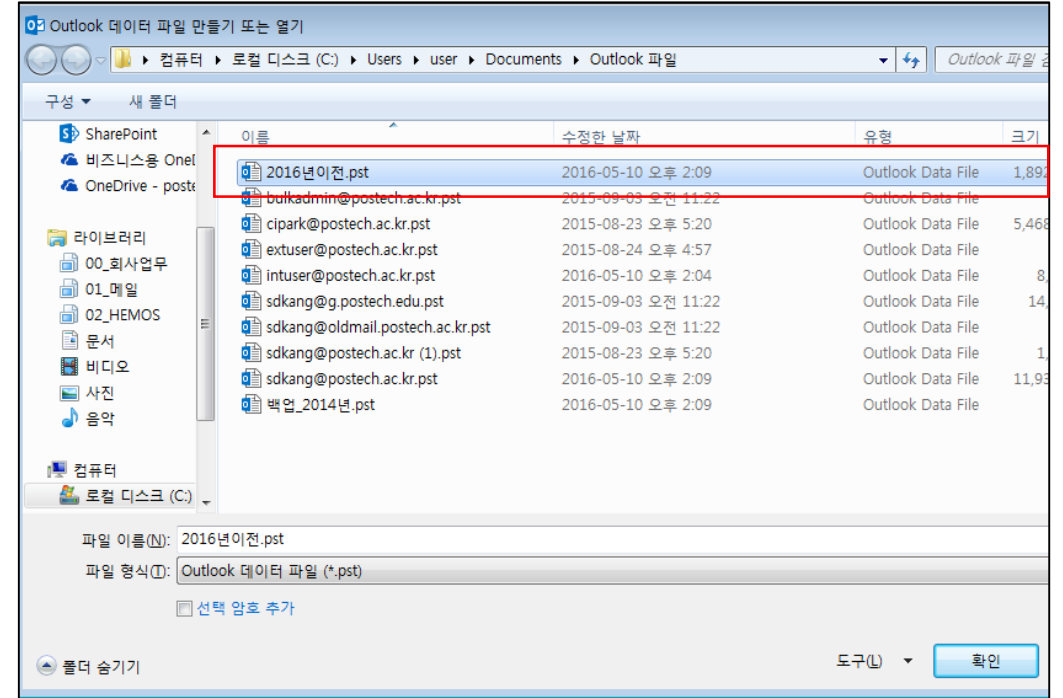 Outlook 데이터 파일 만들기 또는 열기
컴퓨터 ▸ 로컬 디스크 (C:) ▸ Users ▸ user ▸ Documents ▸ Outlook 파일
Outlook 파일
구성 새 폴더
SharePoint
비즈니스용 OneD
OneDrive - poste
라이브러리
00_회사업무
01_메일
02_HEMOS
문서
비디오
사진
음악
컴퓨터
로컬 디스크 (C:)
이름 수정한 날짜 유형 크기
2016년이전.pst 2016-05-10 오후 2:09 Outlook Data File 1,892
bulkadmin@postech.ac.kr.pst 2015-09-03 오전 11:22 Outlook Data File
cipark@postech.ac.kr.pst 2015-08-23 오후 5:20 Outlook Data File 5,468
extuser@postech.ac.kr.pst 2015-08-24 오후 4:57 Outlook Data File
intuser@postech.ac.kr.pst 2016-05-10 오후 2:04 Outlook Data File 8,
sdkang@g.postech.edu.pst 2015-09-03 오전 11:22 Outlook Data File 14,
sdkang@oldmail.postech.ac.kr.pst 2015-09-03 오전 11:22 Outlook Data File
sdkang@postech.ac.kr (1).pst 2015-08-23 오후 5:20 Outlook Data File 1,
sdkang@postech.ac.kr.pst 2016-05-10 오후 2:09 Outlook Data File 11,93
백업_2014년.pst 2016-05-10 오후 2:09 Outlook Data File
파일 이름(N): 2016년이전.pst
파일 형식(T): Outlook 데이터 파일 (*.pst)
선택 암호 추가
폴더 숨기기
도구(L) 확인